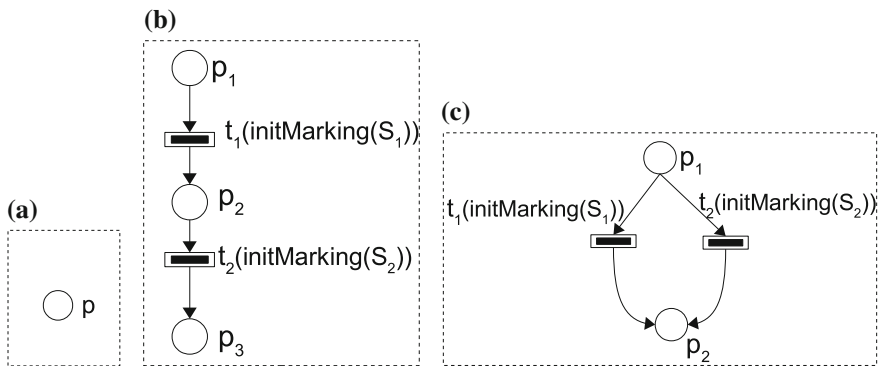 (a)
p
(b)
p₁
t₁(initMarking(S₁))
p₂
t₂(initMarking(S₂))
p₃
(c)
p₁
t₁(initMarking(S₁))
t₂(initMarking(S₂))
p₂